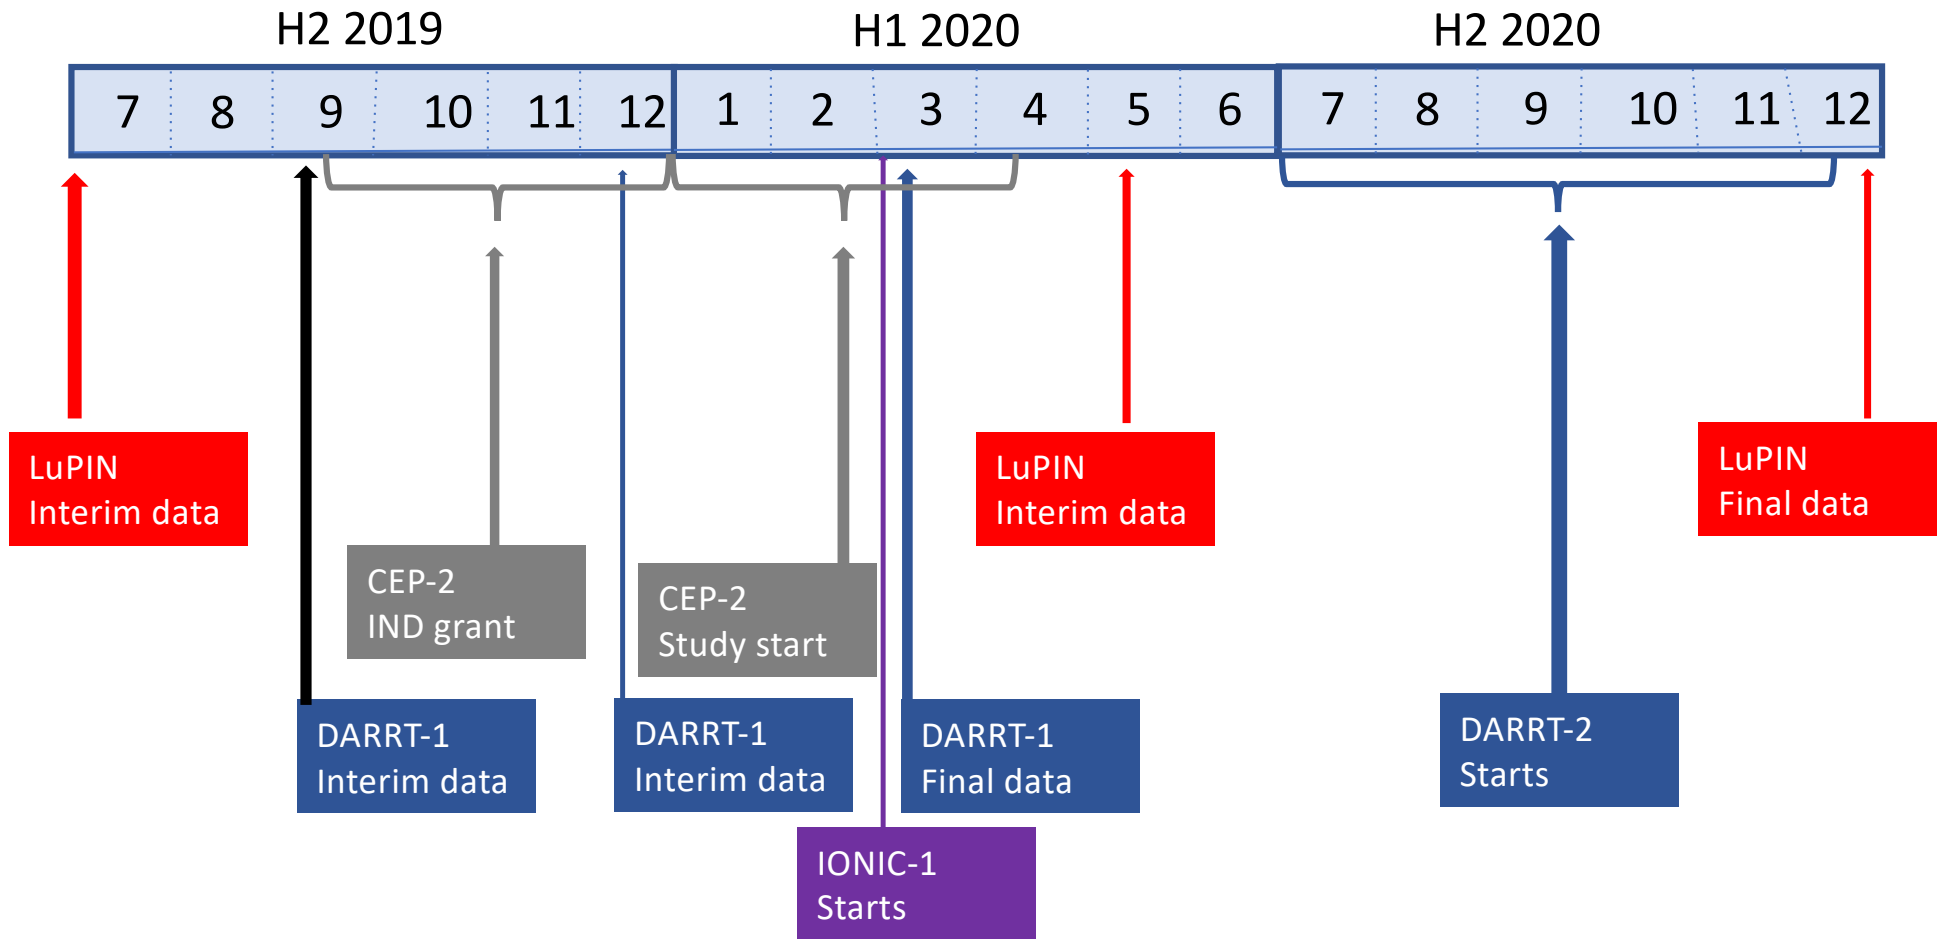 H2 2019
H1 2020
H2 2020
7 8 9 10 11 12 1 2 3 4 5 6 7 8 9 10 11 12
LuPIN
Interim data
LuPIN
Interim data
LuPIN
Final data
CEP-2
IND grant
CEP-2
Study start
DARRT-1
Interim data
DARRT-1
Interim data
DARRT-1
Final data
DARRT-2
Starts
IONIC-1
Starts